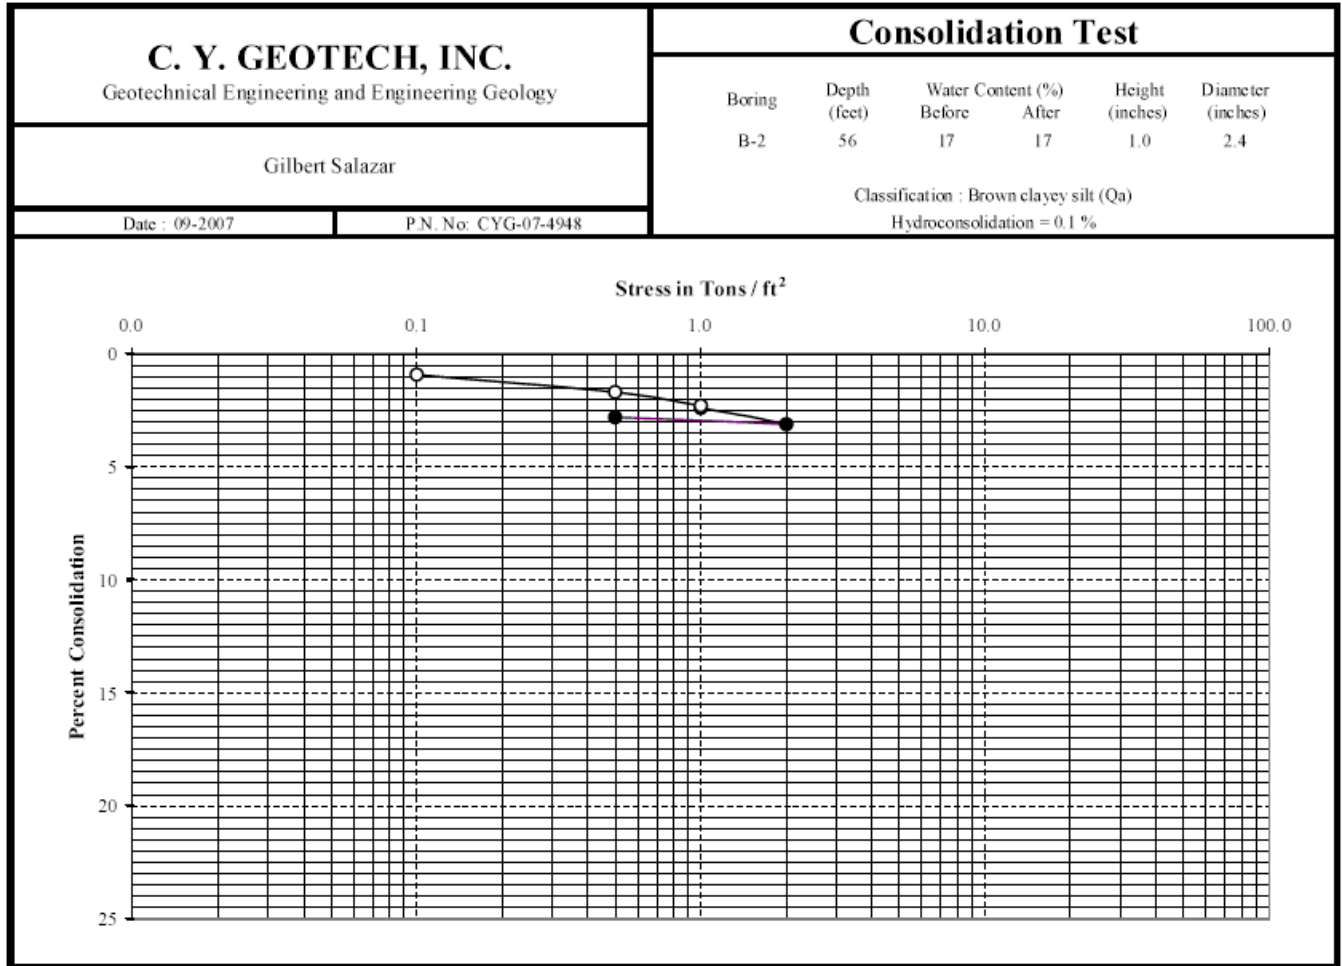 C. Y. GEOTECH, INC.
Geotechnical Engineering and Engineering Geology
Gilbert Salazar
Date : 09-2007
P.N. No: CYG-07-4948
Consolidation Test
Boring
Depth
(feet)
Water Content (%)
Before After
Height
(inches)
Diameter
(inches)
B-2 56 17 17 1.0 2.4
Classification : Brown clayey silt (Qa)
Hydroconsolidation = 0.1 %
Stress in Tons / ft²
0.0 0.1 1.0 10.0 100.0
0
5
10
15
20
25
Percent Consolidation